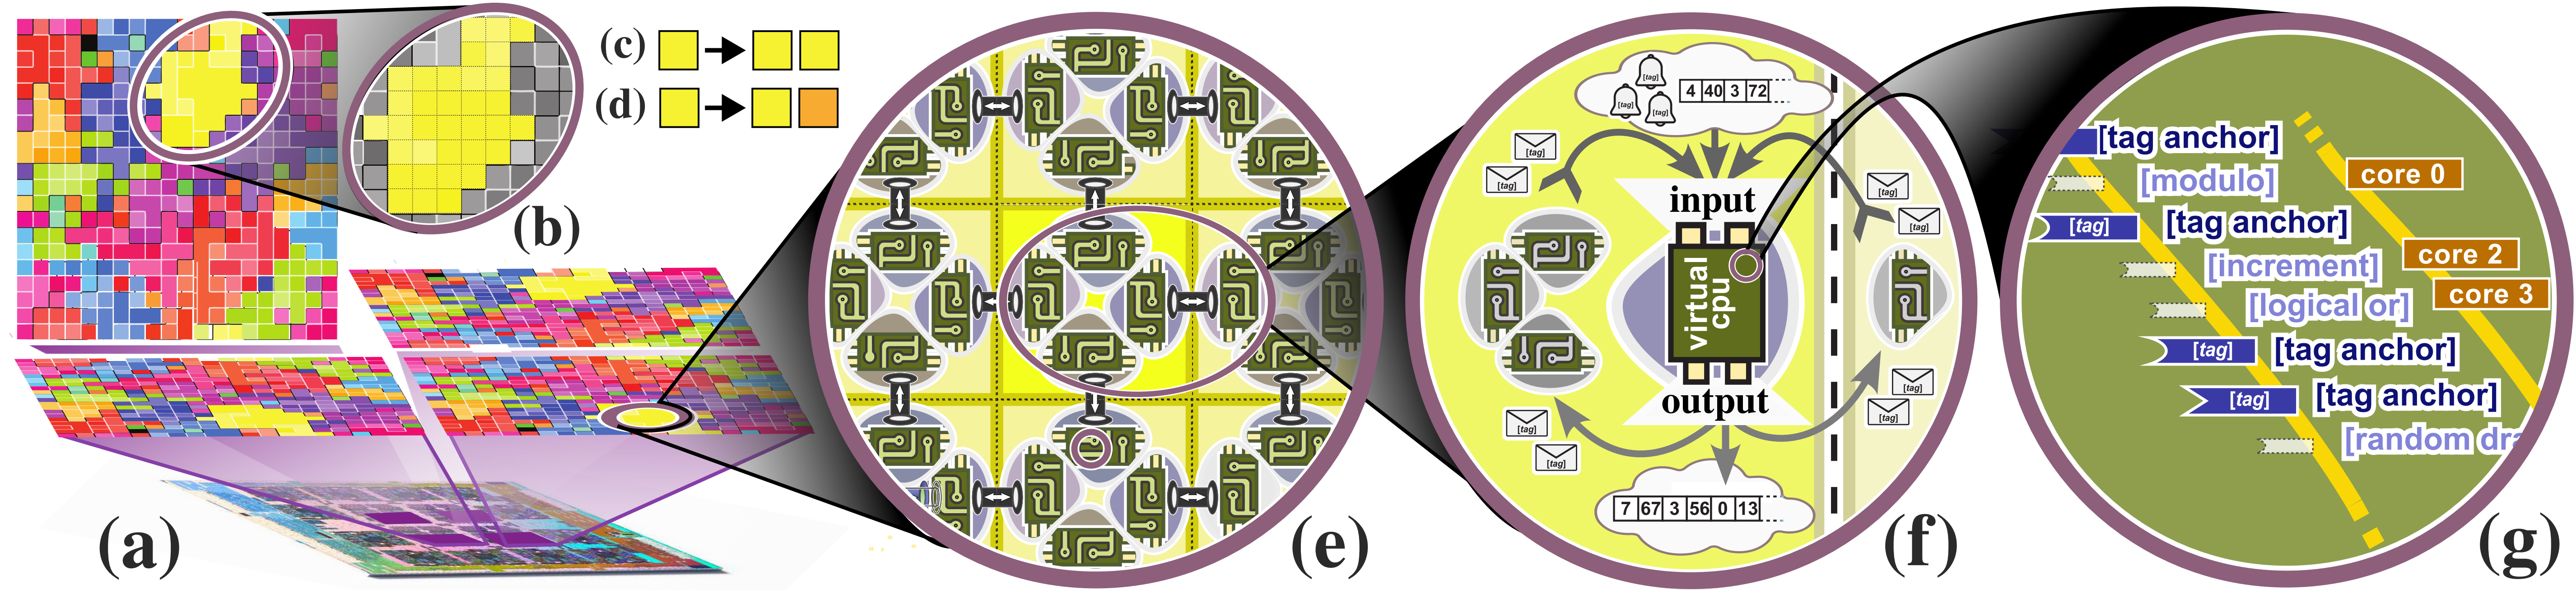 (a)
(b)
(c)
(d)
(e)
[tag]
[tag]
[tag]
4 40 3 72
[tag]
[tag]
[tag]
[tag]
input
virtual cpu
output
[tag]
[tag]
[tag]
[tag]
7 67 3 56 0 13
(f)
[tag anchor]
[modulo]
[tag] [tag anchor]
[increment]
[logical or]
[tag] [tag anchor]
[tag] [tag anchor]
[random dra
core 0
core 2
core 3
(g)